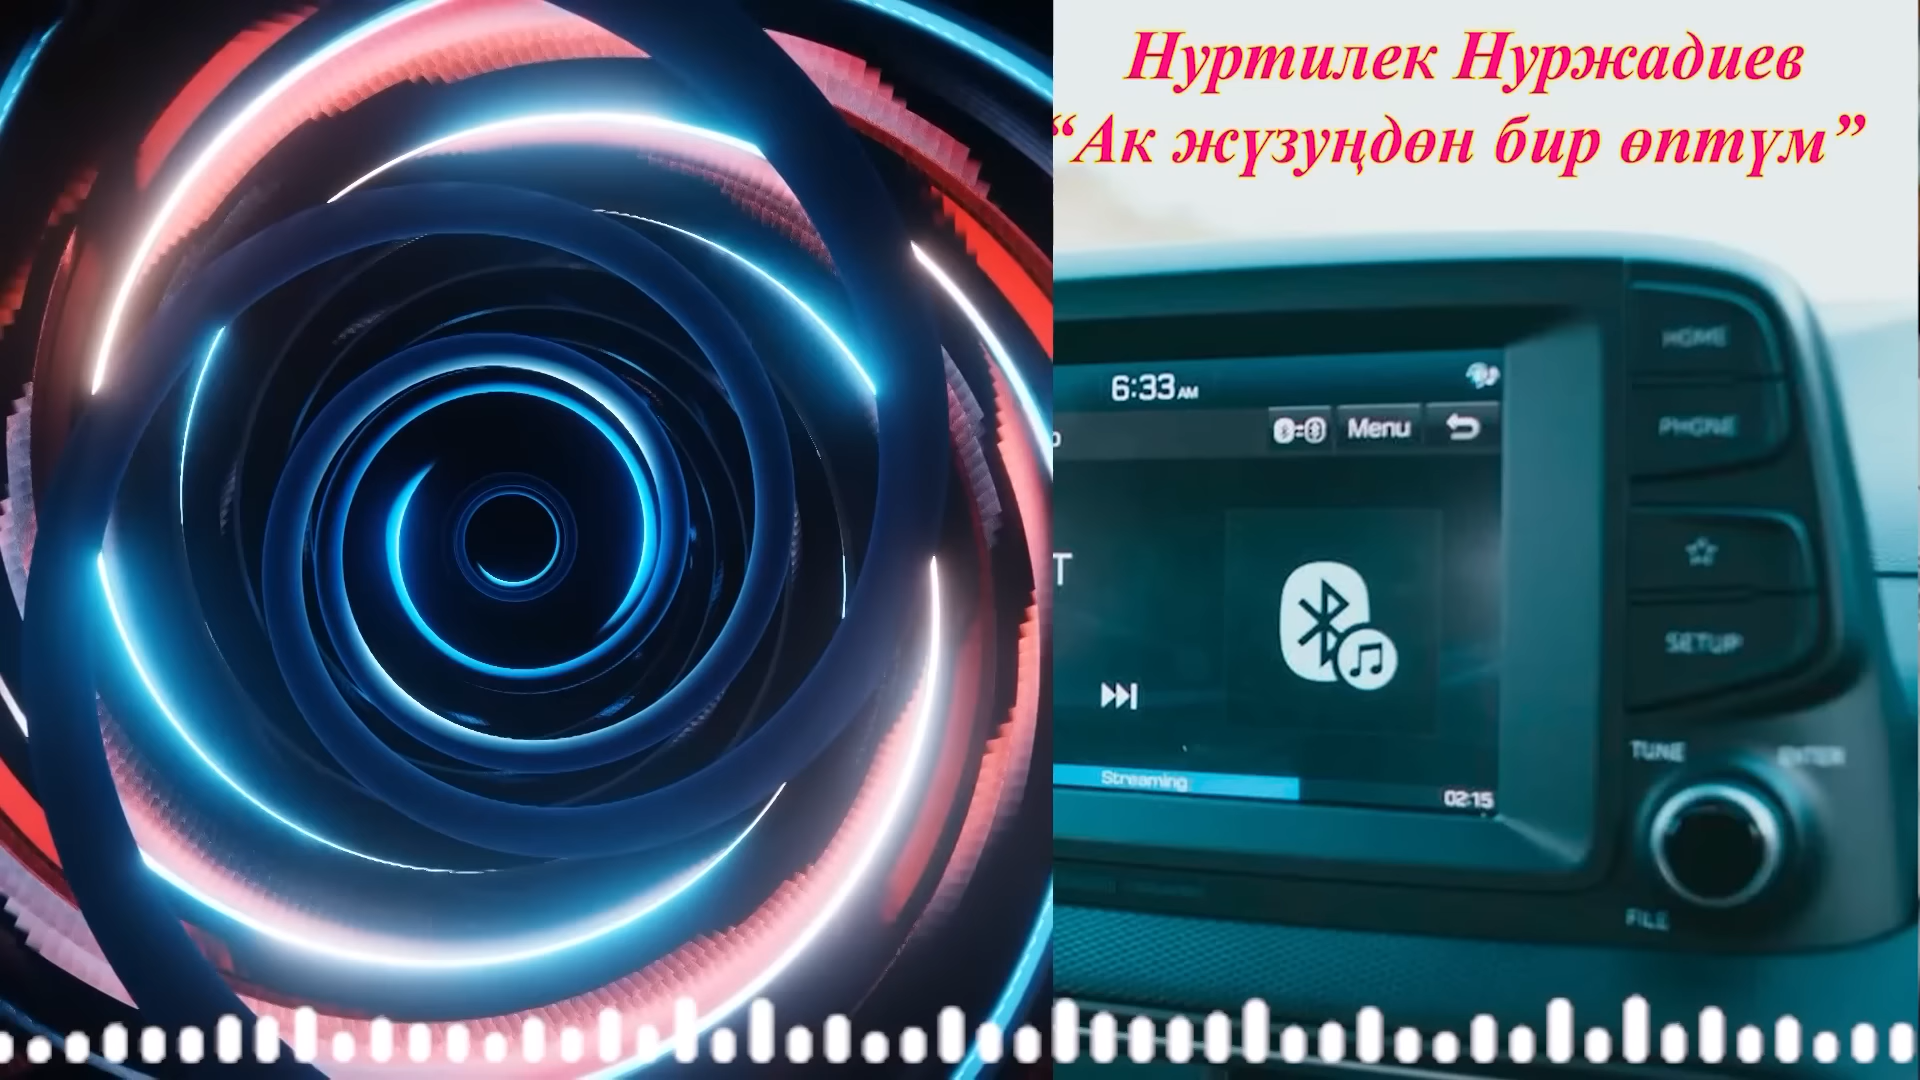 Нуртилек Нуржадиев
“Ак жүзүңдөн бир өптүм”
HOME
6:33 AM
Menu
PHONE
SETUP
Streaming
02:15
TUNE
ENTER
FILE